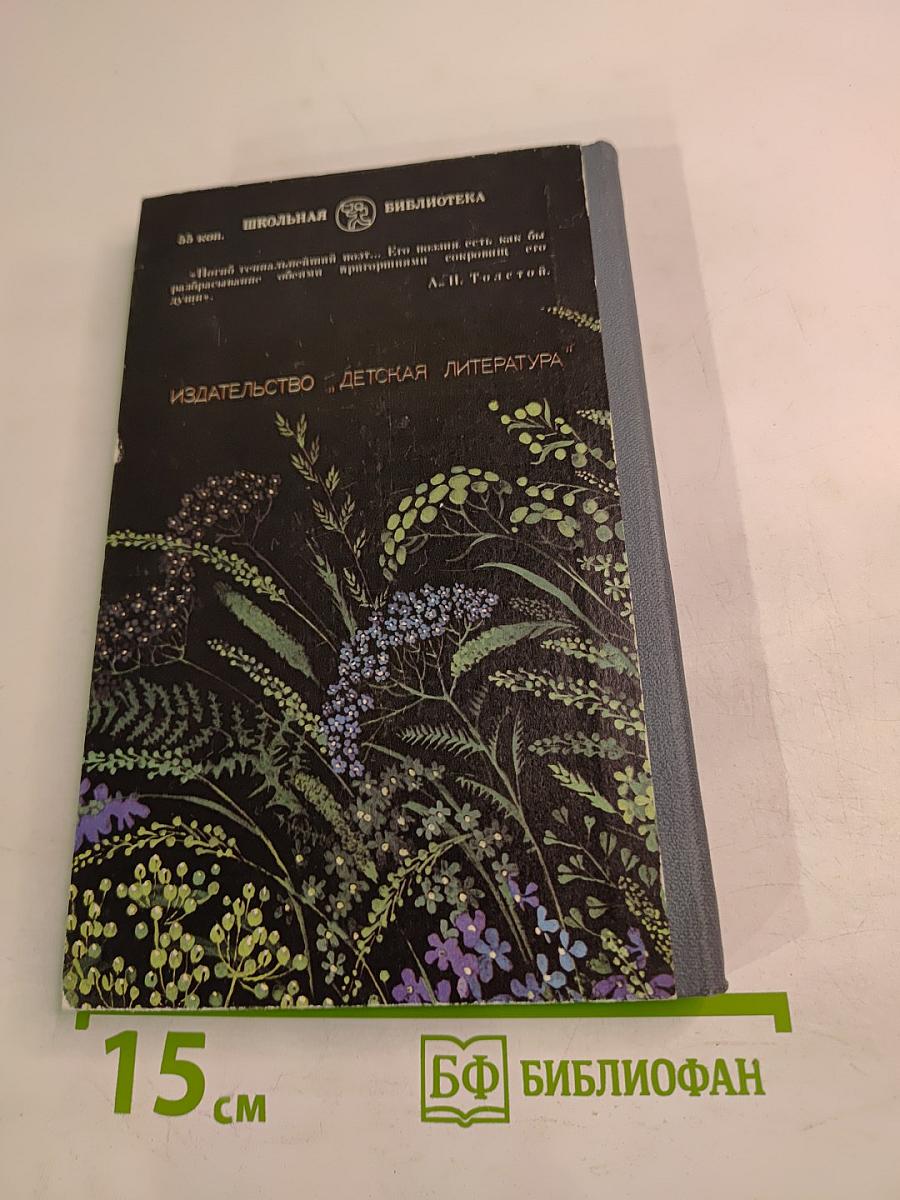 55 коп.
ШКОЛЬНАЯ БИБЛИОТЕКА
«Погиб гениальнейший поэт... Его поэзия есть как бы
разбрасывание обеими пригоршнями сокровищ его
души».
А. Н. Толстой.
ИЗДАТЕЛЬСТВО „ДЕТСКАЯ ЛИТЕРАТУРА"
15 см
БФ БИБЛИОФАН